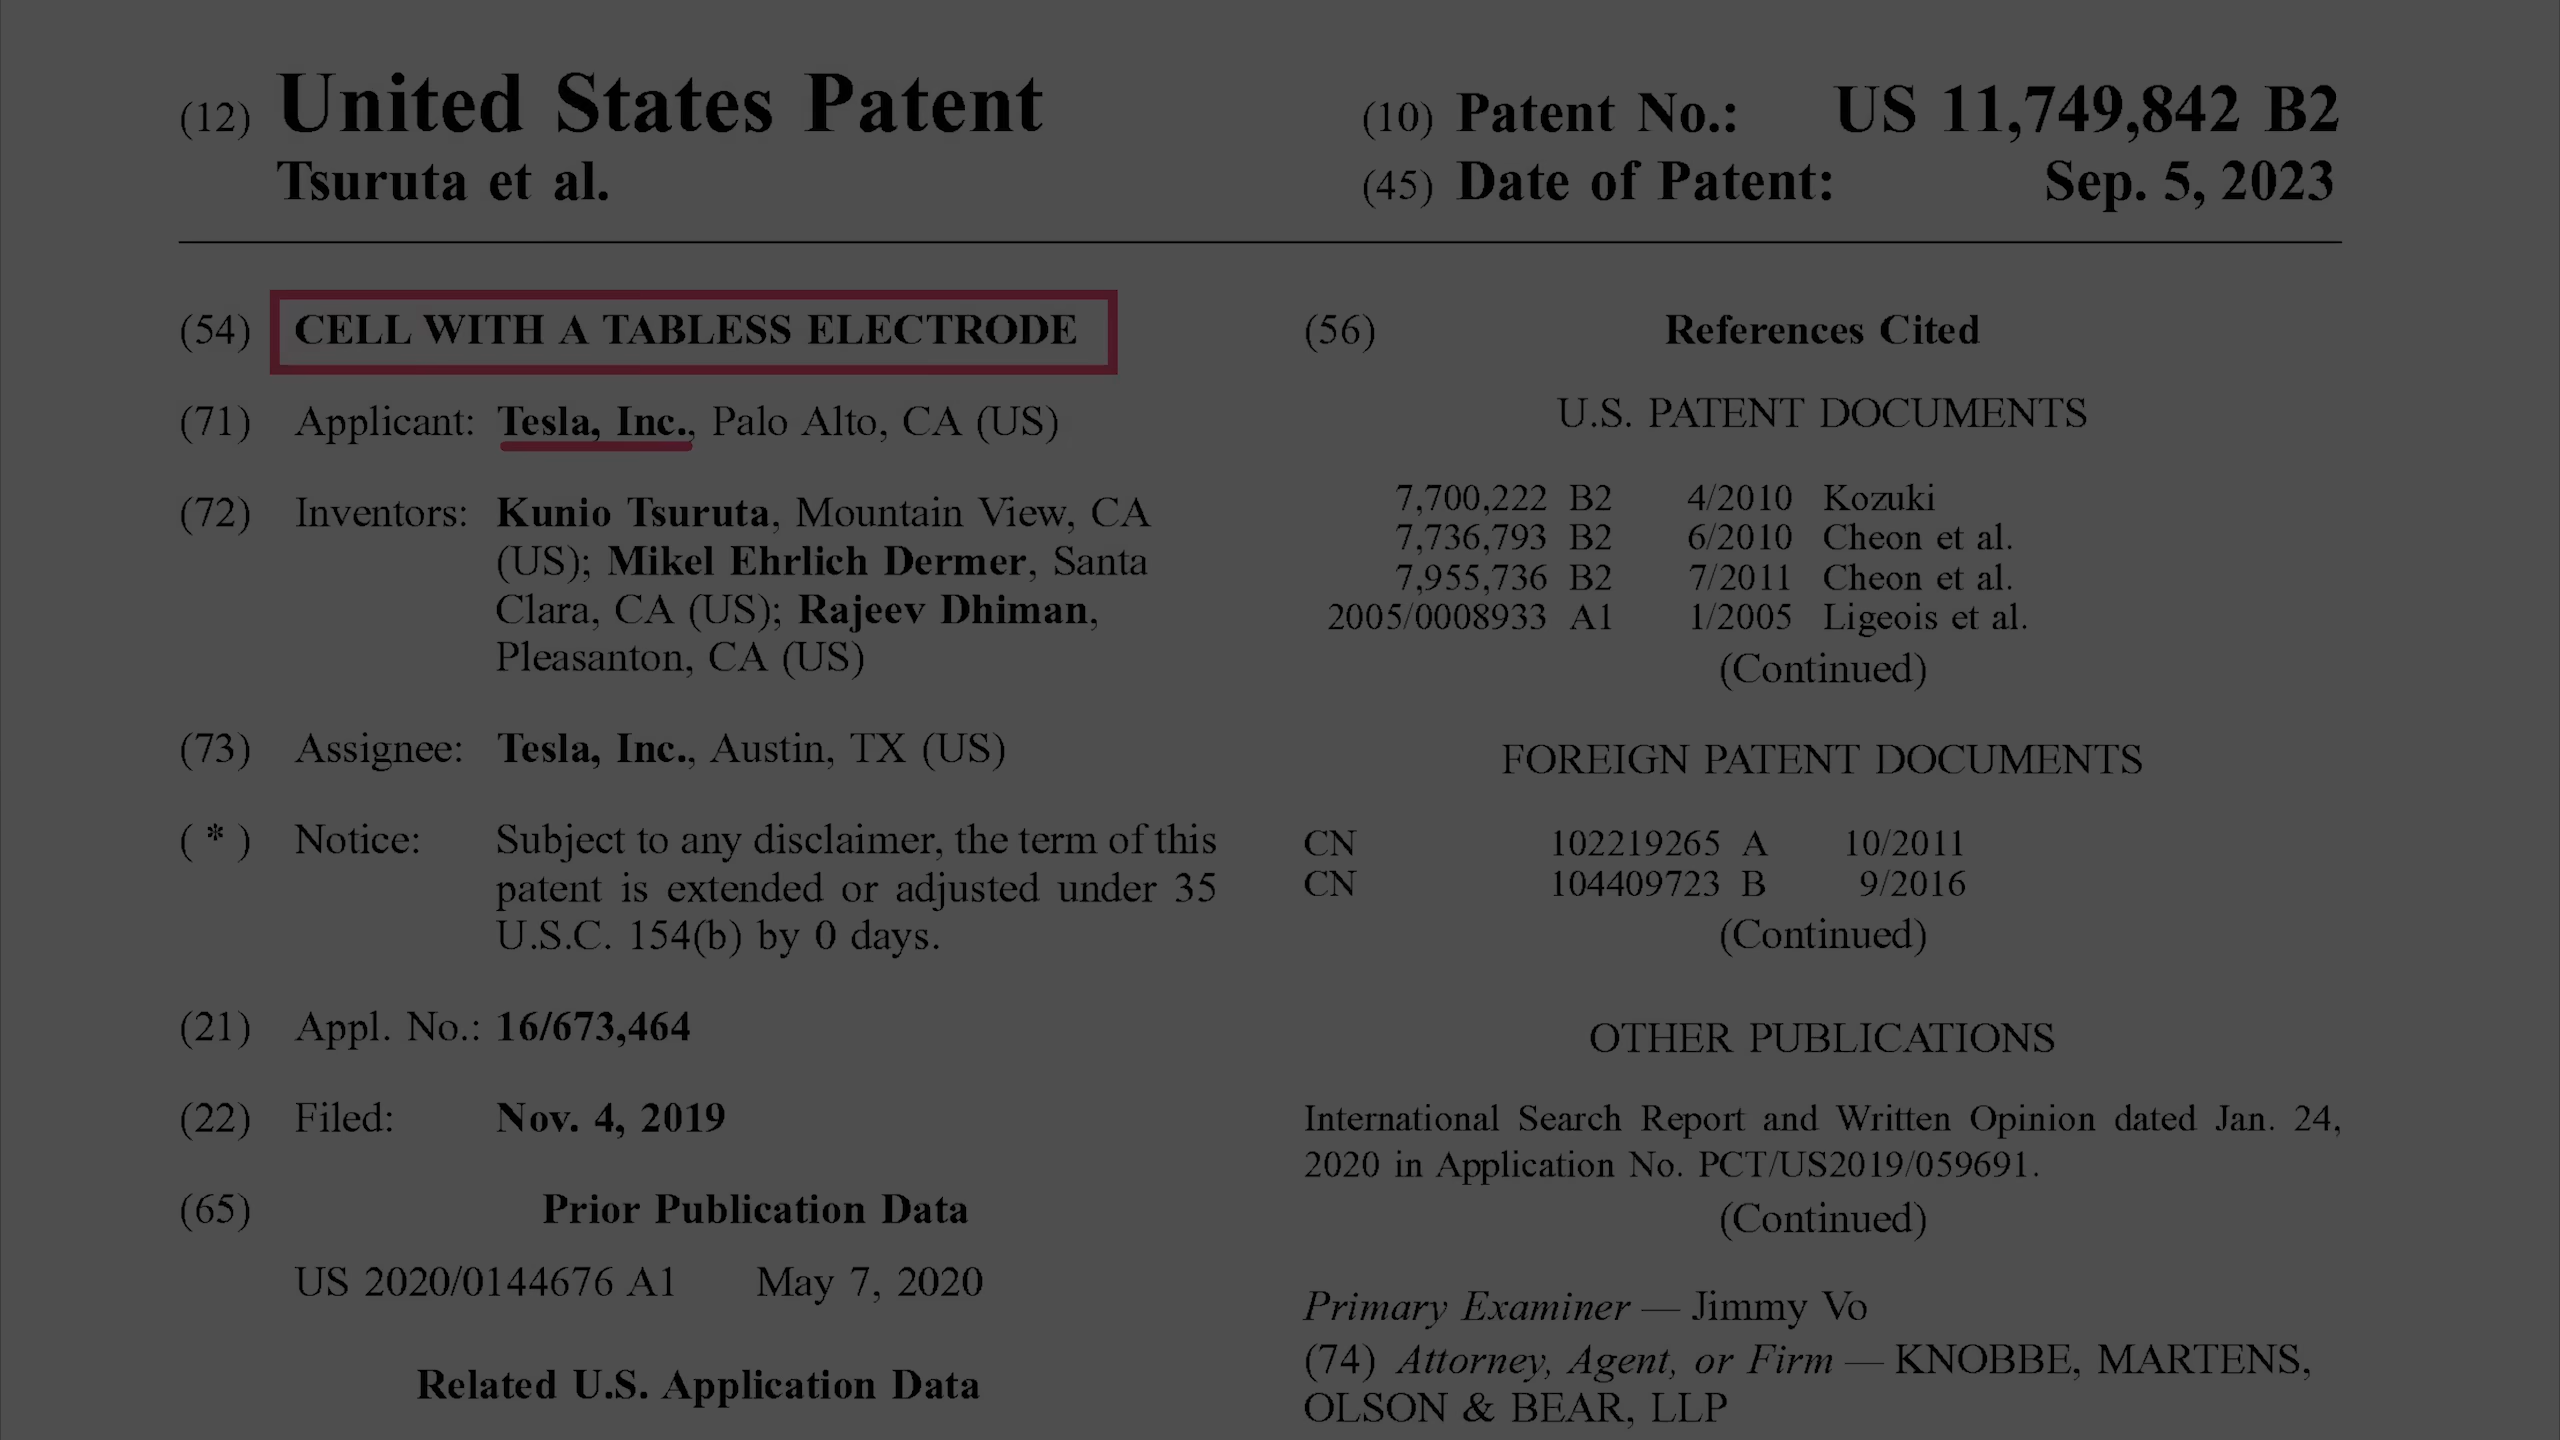 (12) United States Patent
Tsuruta et al.
(10) Patent No.: US 11,749,842 B2
(45) Date of Patent: Sep. 5, 2023
(54) CELL WITH A TABLESS ELECTRODE
(71) Applicant: Tesla, Inc., Palo Alto, CA (US)
(72) Inventors: Kunio Tsuruta, Mountain View, CA
(US); Mikel Ehrlich Dermer, Santa
Clara, CA (US); Rajeev Dhiman,
Pleasanton, CA (US)
(73) Assignee: Tesla, Inc., Austin, TX (US)
( * ) Notice: Subject to any disclaimer, the term of this
patent is extended or adjusted under 35
U.S.C. 154(b) by 0 days.
(21) Appl. No.: 16/673,464
(22) Filed: Nov. 4, 2019
(65) Prior Publication Data
US 2020/0144676 A1 May 7, 2020
Related U.S. Application Data
(56) References Cited
U.S. PATENT DOCUMENTS
7,700,222 B2 4/2010 Kozuki
7,736,793 B2 6/2010 Cheon et al.
7,955,736 B2 7/2011 Cheon et al.
2005/0008933 A1 1/2005 Ligeois et al.
(Continued)
FOREIGN PATENT DOCUMENTS
CN 102219265 A 10/2011
CN 104409723 B 9/2016
(Continued)
OTHER PUBLICATIONS
International Search Report and Written Opinion dated Jan. 24,
2020 in Application No. PCT/US2019/059691.
(Continued)
Primary Examiner — Jimmy Vo
(74) Attorney, Agent, or Firm — KNOBBE, MARTENS,
OLSON & BEAR, LLP